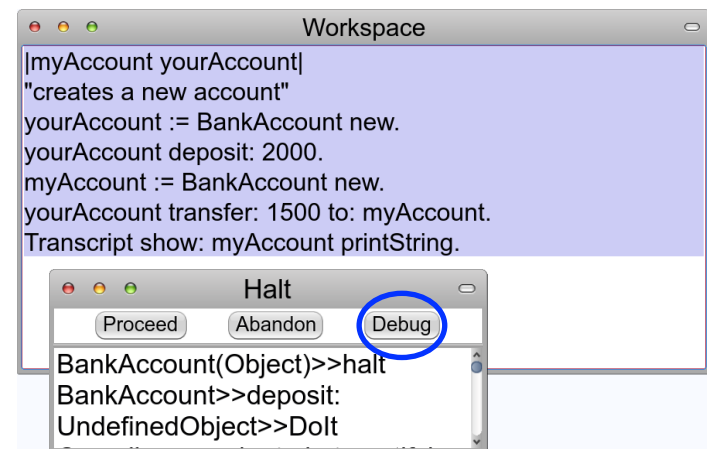 Workspace
|myAccount yourAccount|
"creates a new account"
yourAccount := BankAccount new.
yourAccount deposit: 2000.
myAccount := BankAccount new.
yourAccount transfer: 1500 to: myAccount.
Transcript show: myAccount printString.
Halt
Proceed Abandon Debug
BankAccount(Object)>>halt
BankAccount>>deposit:
UndefinedObject>>DoIt